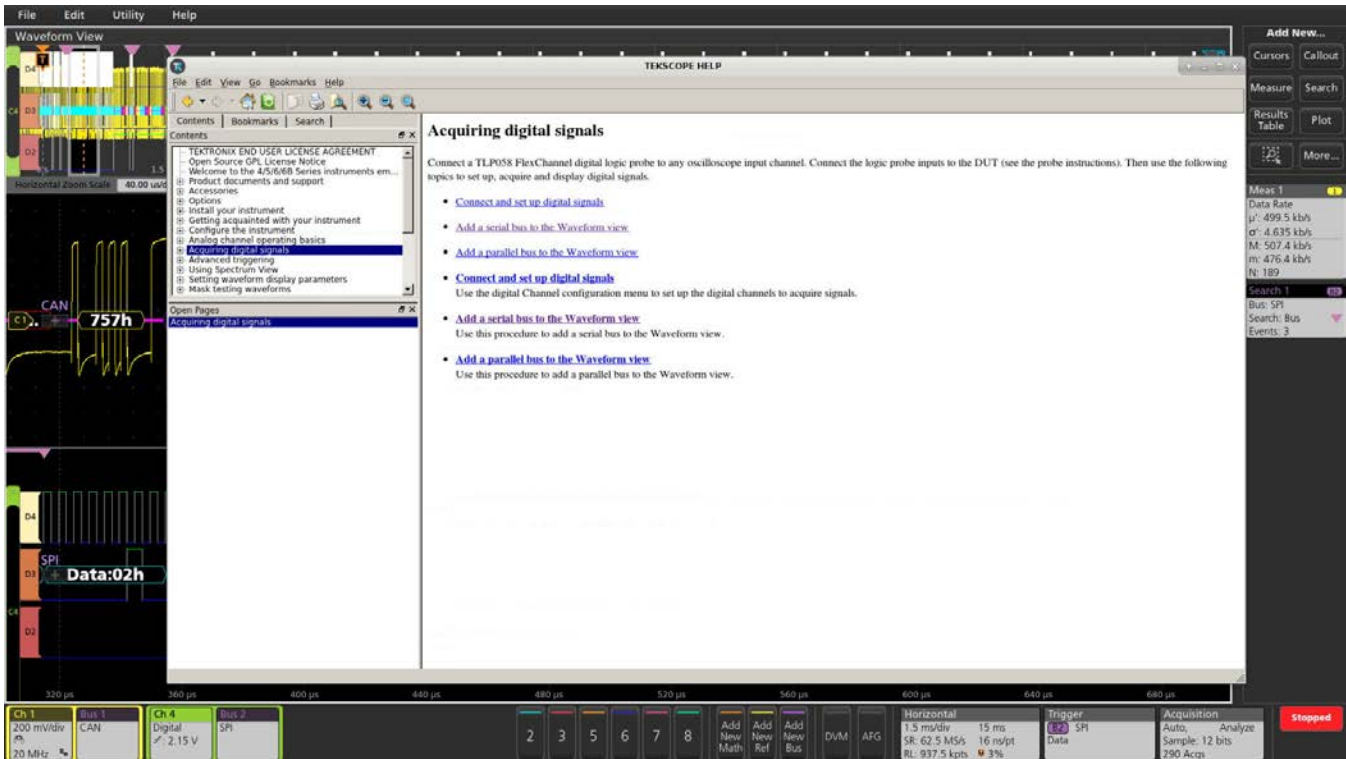 File Edit Utility Help
Waveform View
Add New...
Cursors Callout
Measure Search
Results Table Plot
More...
D4
T
C4 D3
D2
1.5
Horizontal Zoom Scale 40.00 us/d
TEKSCOPE HELP
File Edit View Go Bookmarks Help
Contents Bookmarks Search
Contents
TEKTRONIX END USER LICENSE AGREEMENT
Open Source GPL License Notice
Welcome to the 4/5/6/6B Series instruments em...
Product documents and support
Accessories
Options
Install your instrument
Getting acquainted with your instrument
Configure the instrument
Analog channel operating basics
Acquiring digital signals
Advanced triggering
Using Spectrum View
Setting waveform display parameters
Mask testing waveforms
Open Pages
Acquiring digital signals
Acquiring digital signals
Connect a TLP058 FlexChannel digital logic probe to any oscilloscope input channel. Connect the logic probe inputs to the DUT (see the probe instructions). Then use the following
topics to set up, acquire and display digital signals.
• Connect and set up digital signals
• Add a serial bus to the Waveform view
• Add a parallel bus to the Waveform view
• Connect and set up digital signals
Use the digital Channel configuration menu to set up the digital channels to acquire signals.
• Add a serial bus to the Waveform view
Use this procedure to add a serial bus to the Waveform view.
• Add a parallel bus to the Waveform view
Use this procedure to add a parallel bus to the Waveform view.
Meas 1 1
Data Rate
μ': 499.5 kb/s
σ': 4.635 kb/s
M: 507.4 kb/s
m: 476.4 kb/s
N: 189
Search 1 B2
Bus: SPI
Search: Bus
Events: 3
CAN
C1 757h
D4
SPI
D3 Data:02h
C4
D2
320 µs 360 µs 400 µs 440 µs 480 µs 520 µs 560 µs 600 µs 640 µs 680 µs
Ch 1
200 mV/div
20 MHz
Bus 1
CAN
Ch 4
Digital
: 2.15 V
Bus 2
SPI
2 3 5 6 7 8
Add New Math
Add New Ref
Add New Bus
DVM AFG
Horizontal
1.5 ms/div 15 ms
SR: 62.5 MS/s 16 ns/pt
RL: 937.5 kpts 3%
Trigger
B2 SPI
Data
Acquisition
Auto, Analyze
Sample: 12 bits
290 Acqs
Stopped